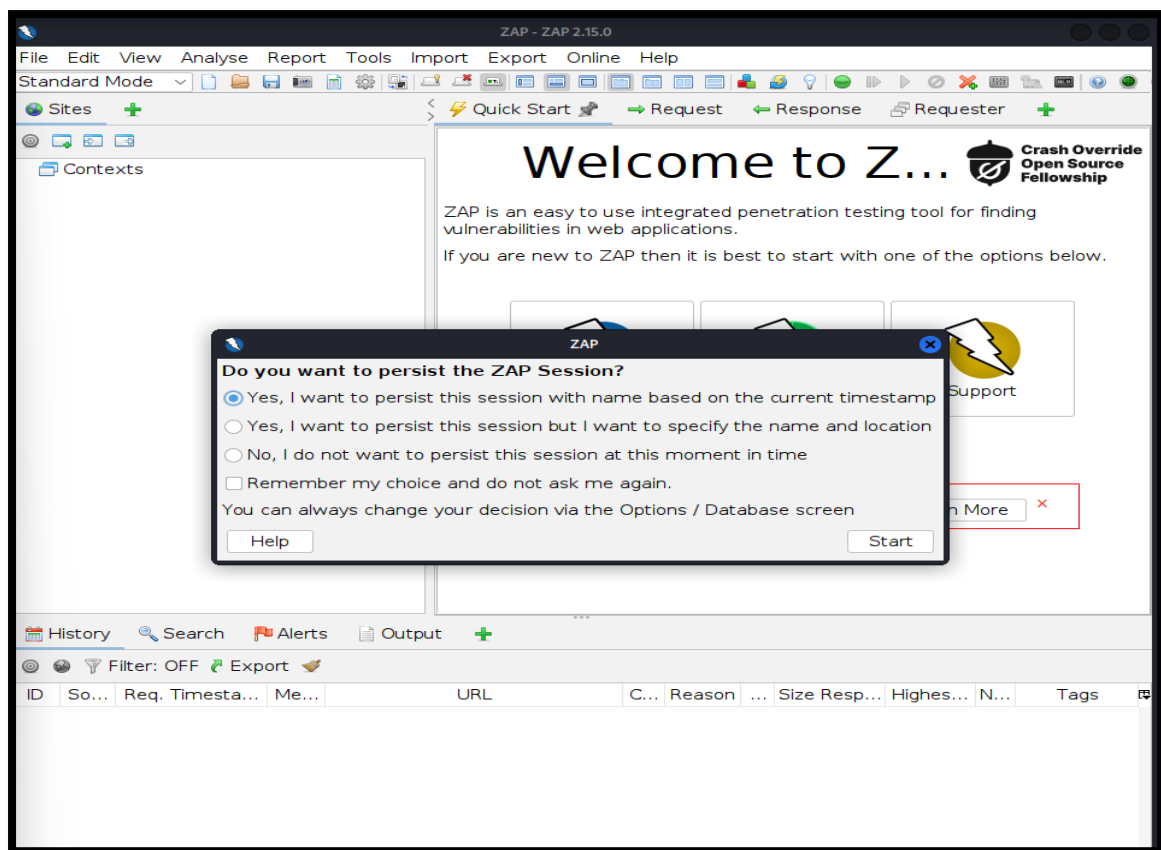 ZAP - ZAP 2.15.0
File Edit View Analyse Report Tools Import Export Online Help
Standard Mode
Sites
Quick Start
Request
Response
Requester
Contexts
Welcome to Z...
Crash Override
Open Source
Fellowship
ZAP is an easy to use integrated penetration testing tool for finding
vulnerabilities in web applications.
If you are new to ZAP then it is best to start with one of the options below.
Support
More
ZAP
Do you want to persist the ZAP Session?
Yes, I want to persist this session with name based on the current timestamp
Yes, I want to persist this session but I want to specify the name and location
No, I do not want to persist this session at this moment in time
Remember my choice and do not ask me again.
You can always change your decision via the Options / Database screen
Help
Start
History
Search
Alerts
Output
Filter: OFF
Export
ID So... Req. Timesta... Me... URL C... Reason ... Size Resp... Highes... N... Tags